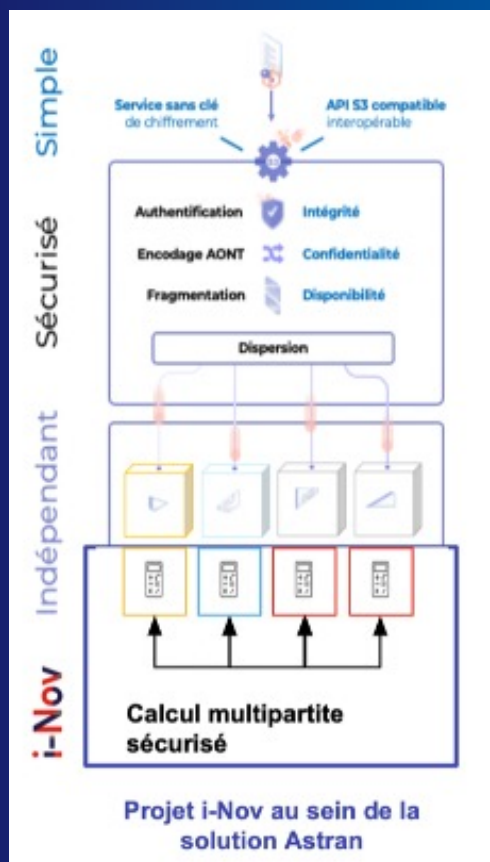 Simple
Service sans clé
de chiffrement
API S3 compatible
interopérable
Sécurisé
Authentification
Intégrité
Encodage AONT
Confidentialité
Fragmentation
Disponibilité
Dispersion
Indépendant
i-Nov
Calcul multipartite
sécurisé
Projet i-Nov au sein de la
solution Astran